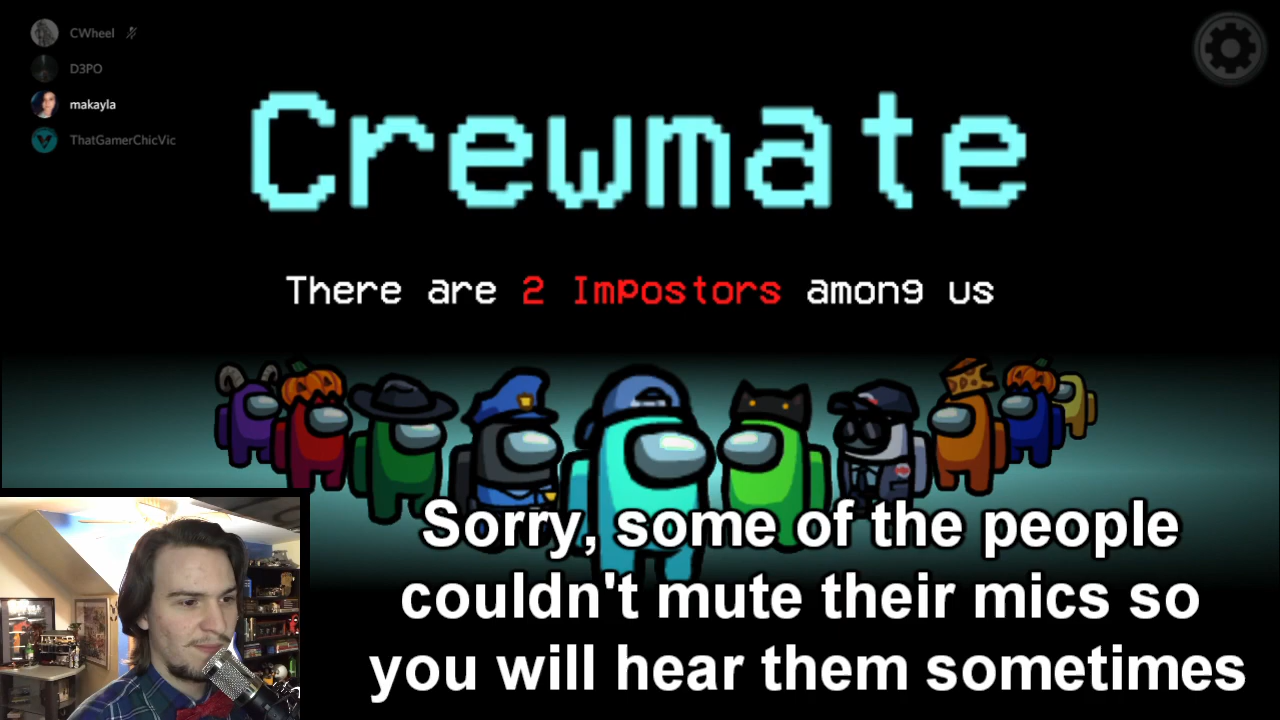 CWheel
D3PO
makayla
ThatGamerChicVic
Crewmate
There are 2 Impostors among us
Sorry, some of the people
couldn't mute their mics so
you will hear them sometimes